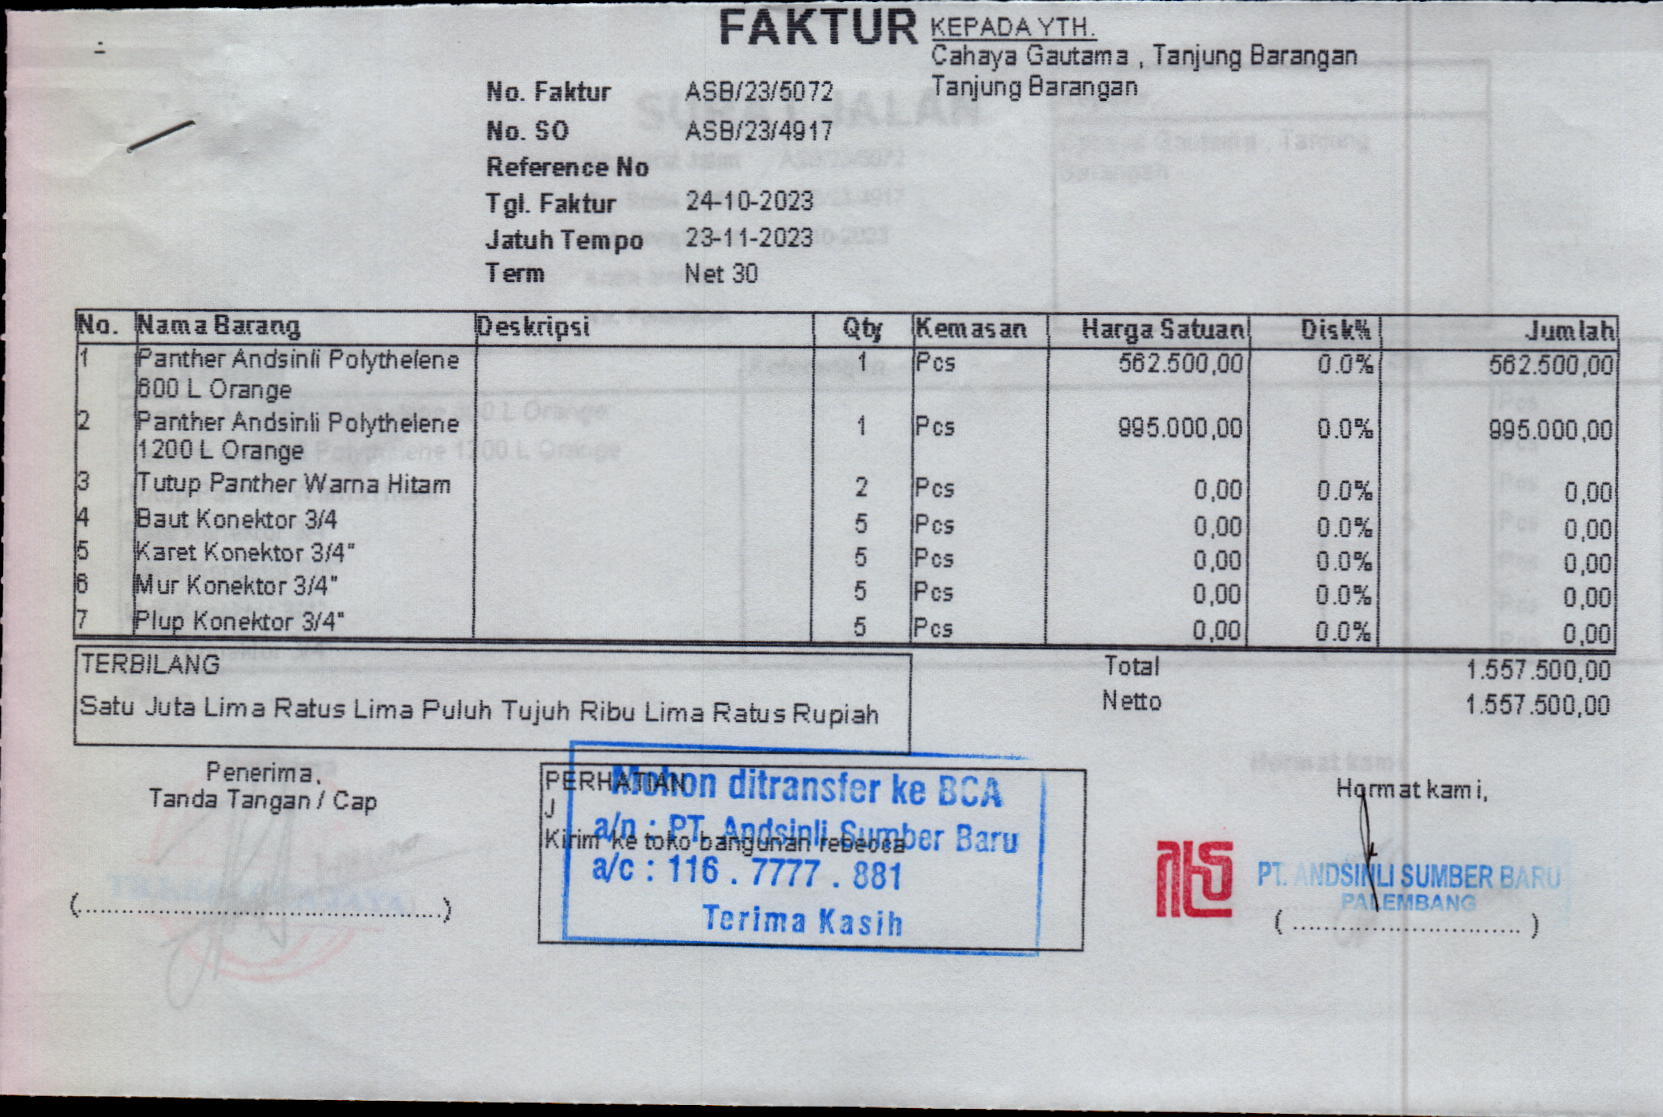 FAKTUR
KEPADA YTH.
Cahaya Gautama , Tanjung Barangan
Tanjung Barangan
No. Faktur ASB/23/5072
No. SO ASB/23/4917
Reference No
Tgl. Faktur 24-10-2023
Jatuh Tempo 23-11-2023
Term Net 30
No. Nama Barang Deskripsi Qty Kemasan Harga Satuan Disk% Jumlah
1 Panther Andsinli Polythelene 1 Pcs 562.500,00 0.0% 562.500,00
600 L Orange
2 Panther Andsinli Polythelene 1 Pcs 995.000,00 0.0% 995.000,00
1200 L Orange
3 Tutup Panther Warna Hitam 2 Pcs 0,00 0.0% 0,00
4 Baut Konektor 3/4 5 Pcs 0,00 0.0% 0,00
5 Karet Konektor 3/4" 5 Pcs 0,00 0.0% 0,00
6 Mur Konektor 3/4" 5 Pcs 0,00 0.0% 0,00
7 Plup Konektor 3/4" 5 Pcs 0,00 0.0% 0,00
TERBILANG
Satu Juta Lima Ratus Lima Puluh Tujuh Ribu Lima Ratus Rupiah
Total 1.557.500,00
Netto 1.557.500,00
Penerima,
Tanda Tangan / Cap
(..............................................)
PERHATIAN
J
Kirim ke toko bangunan rebecca
Mohon ditransfer ke BCA
a/n : PT. Andsinli Sumber Baru
a/c : 116 . 7777 . 881
Terima Kasih
Hormat kami,
PT. ANDSINLI SUMBER BARU
PALEMBANG
( .............................. )